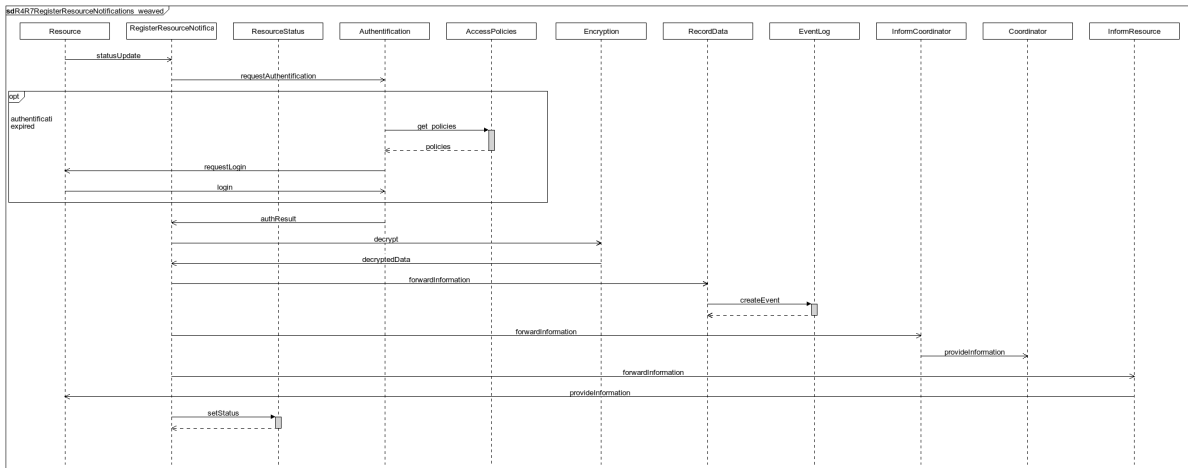 sdR4R7RegisterResourceNotifications_weaved
Resource
RegisterResourceNotifica
ResourceStatus
Authentification
AccessPolicies
Encryption
RecordData
EventLog
InformCoordinator
Coordinator
InformResource
statusUpdate
requestAuthentification
opt
authentificati
expired
get_policies
policies
requestLogin
login
authResult
decrypt
decryptedData
forwardInformation
createEvent
forwardInformation
provideInformation
forwardInformation
provideInformation
setStatus